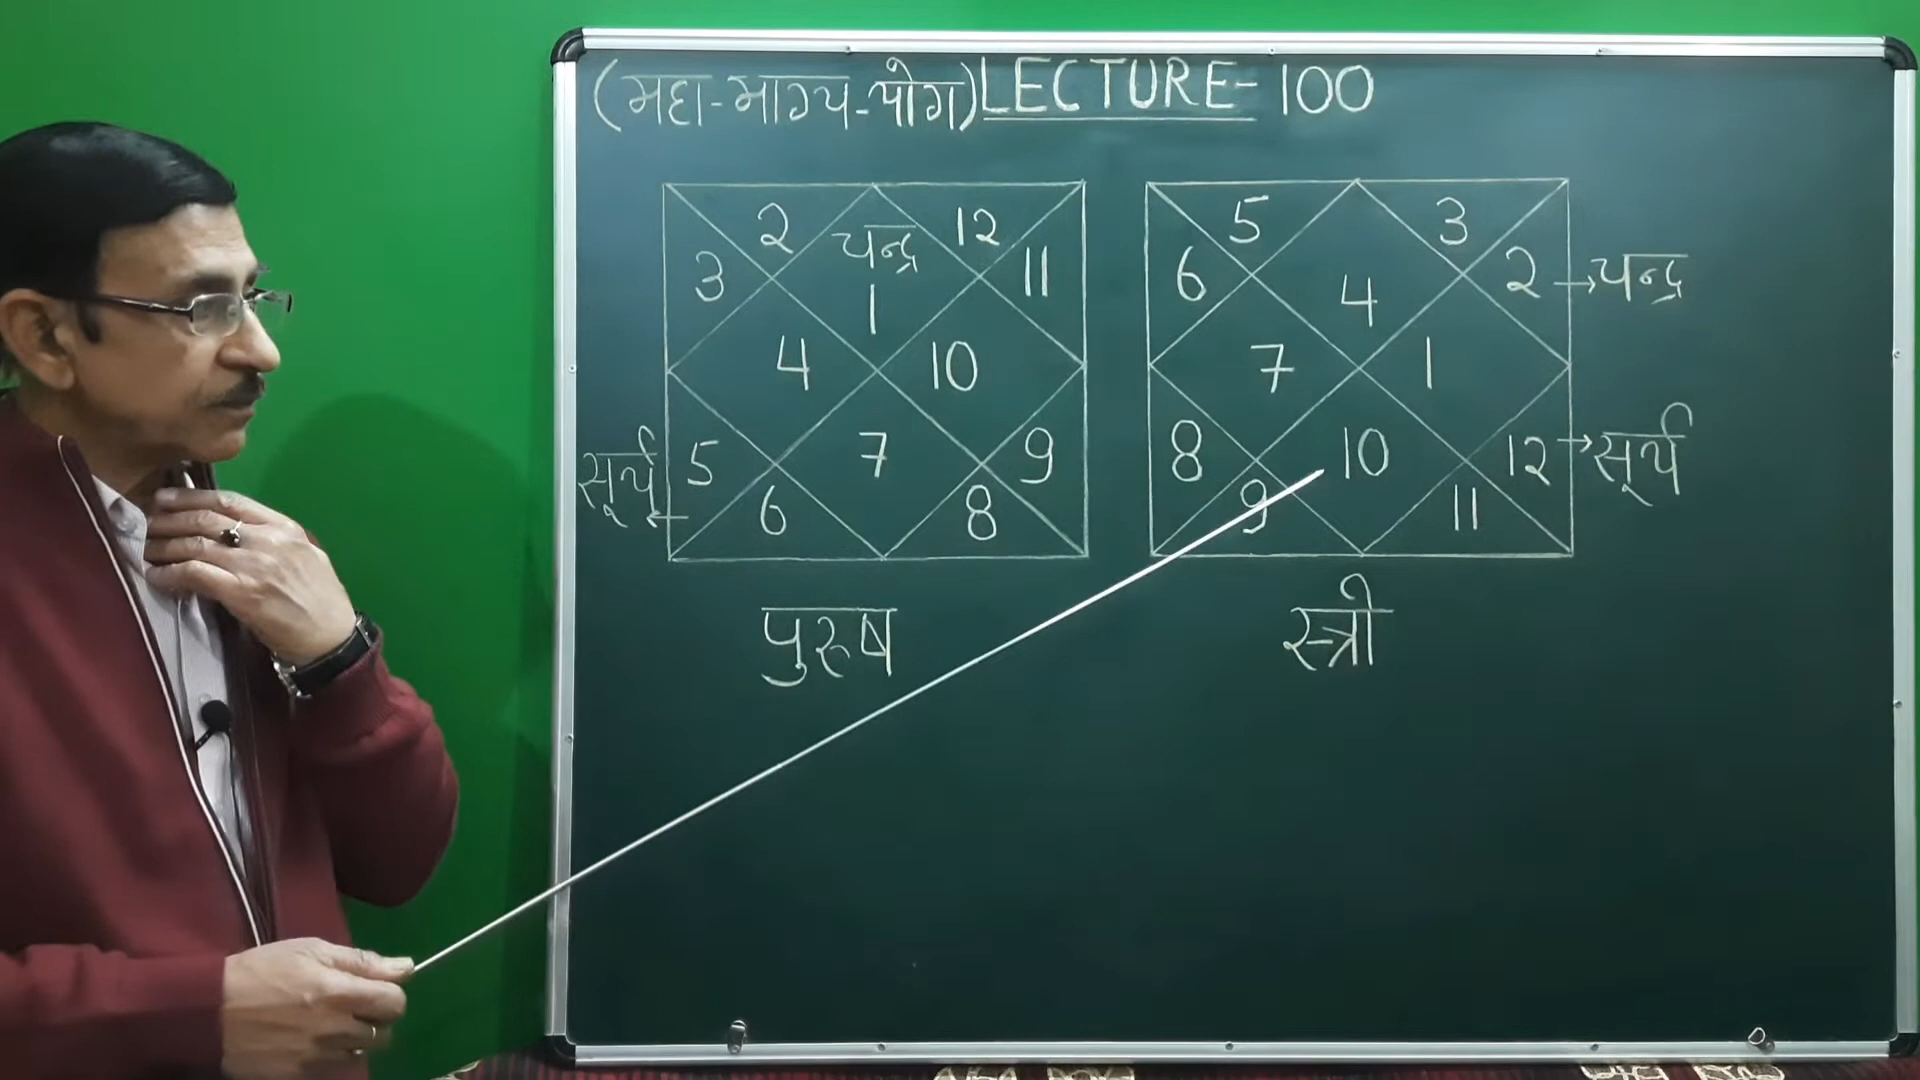 (महा-भाग्य-योग) LECTURE-100
2 चन्द्र 12
3 1 11
4 10
सूर्य 5 7 9
6 8
पुरुष
5 3
6 4 2 → चन्द्र
7 1
8 10 12 → सूर्य
9 11
स्त्री